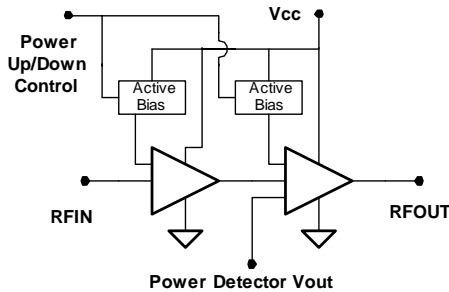 Vcc
Power
Up/Down
Control
Active
Bias
Active
Bias
RFIN
RFOUT
Power Detector Vout